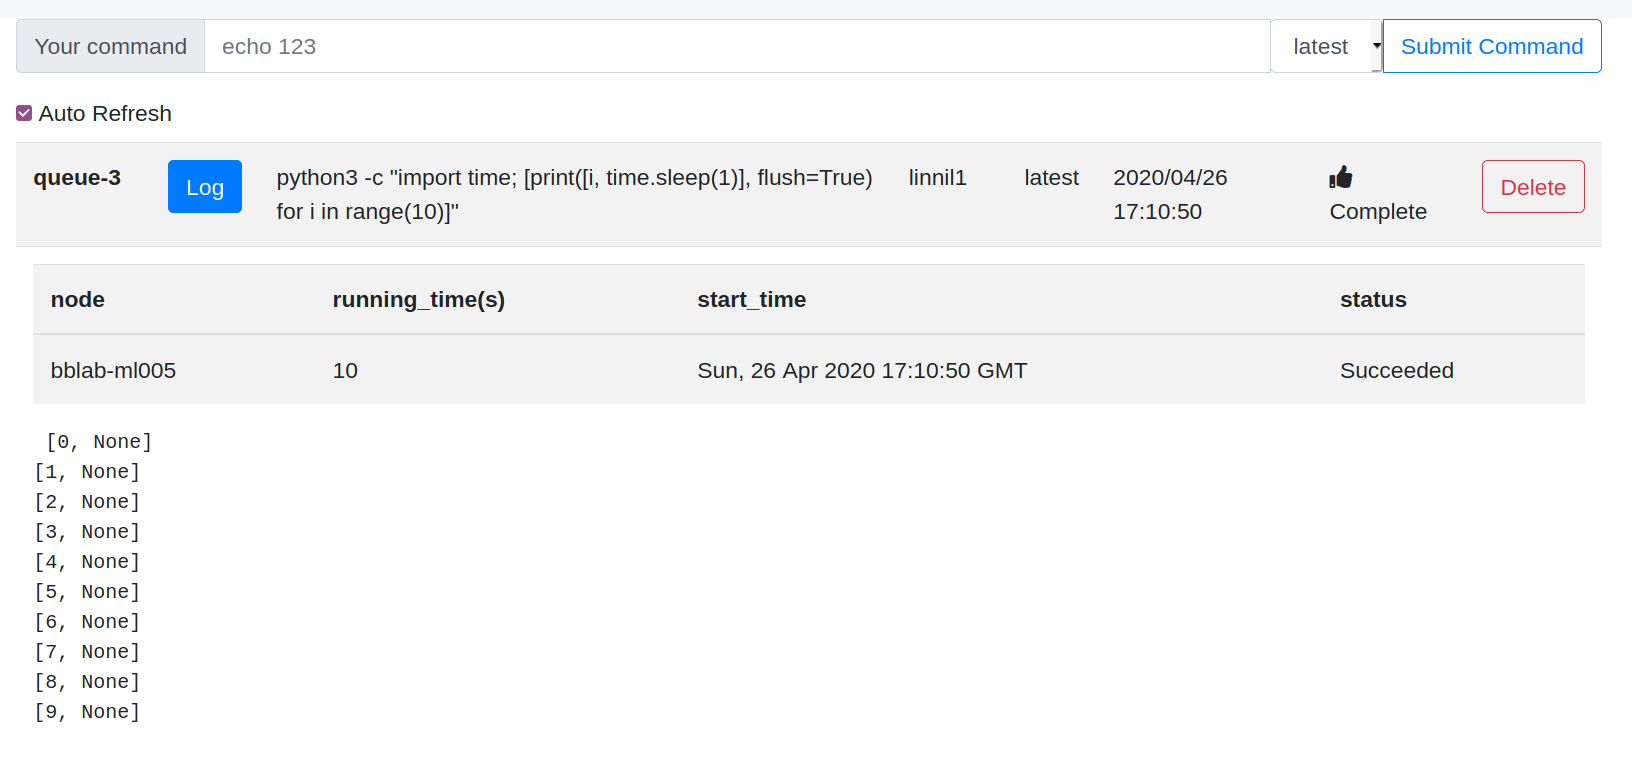 Your command echo 123 latest Submit Command
Auto Refresh
queue-3 Log python3 -c "import time; [print([i, time.sleep(1)], flush=True) linnil1 latest 2020/04/26 Delete
for i in range(10)]" 17:10:50 Complete
node running_time(s) start_time status
bblab-ml005 10 Sun, 26 Apr 2020 17:10:50 GMT Succeeded
[0, None]
[1, None]
[2, None]
[3, None]
[4, None]
[5, None]
[6, None]
[7, None]
[8, None]
[9, None]